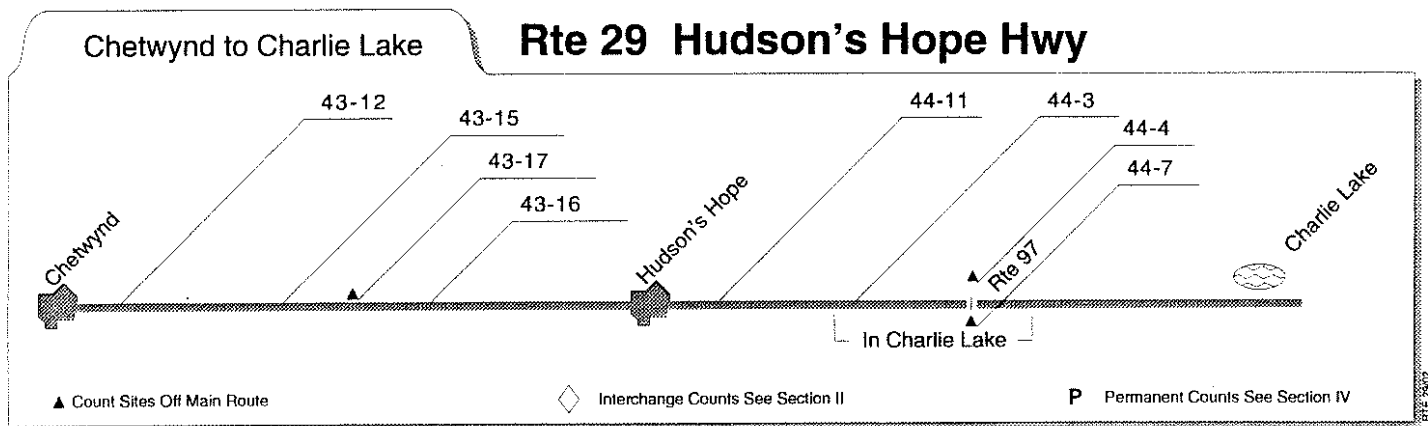 Chetwynd to Charlie Lake
Rte 29 Hudson's Hope Hwy
43-12
43-15
43-17
43-16
44-11
44-3
44-4
44-7
Chetwynd
Hudson's Hope
Rte 97
Charlie Lake
In Charlie Lake
▲ Count Sites Off Main Route
Interchange Counts See Section II
P Permanent Counts See Section IV